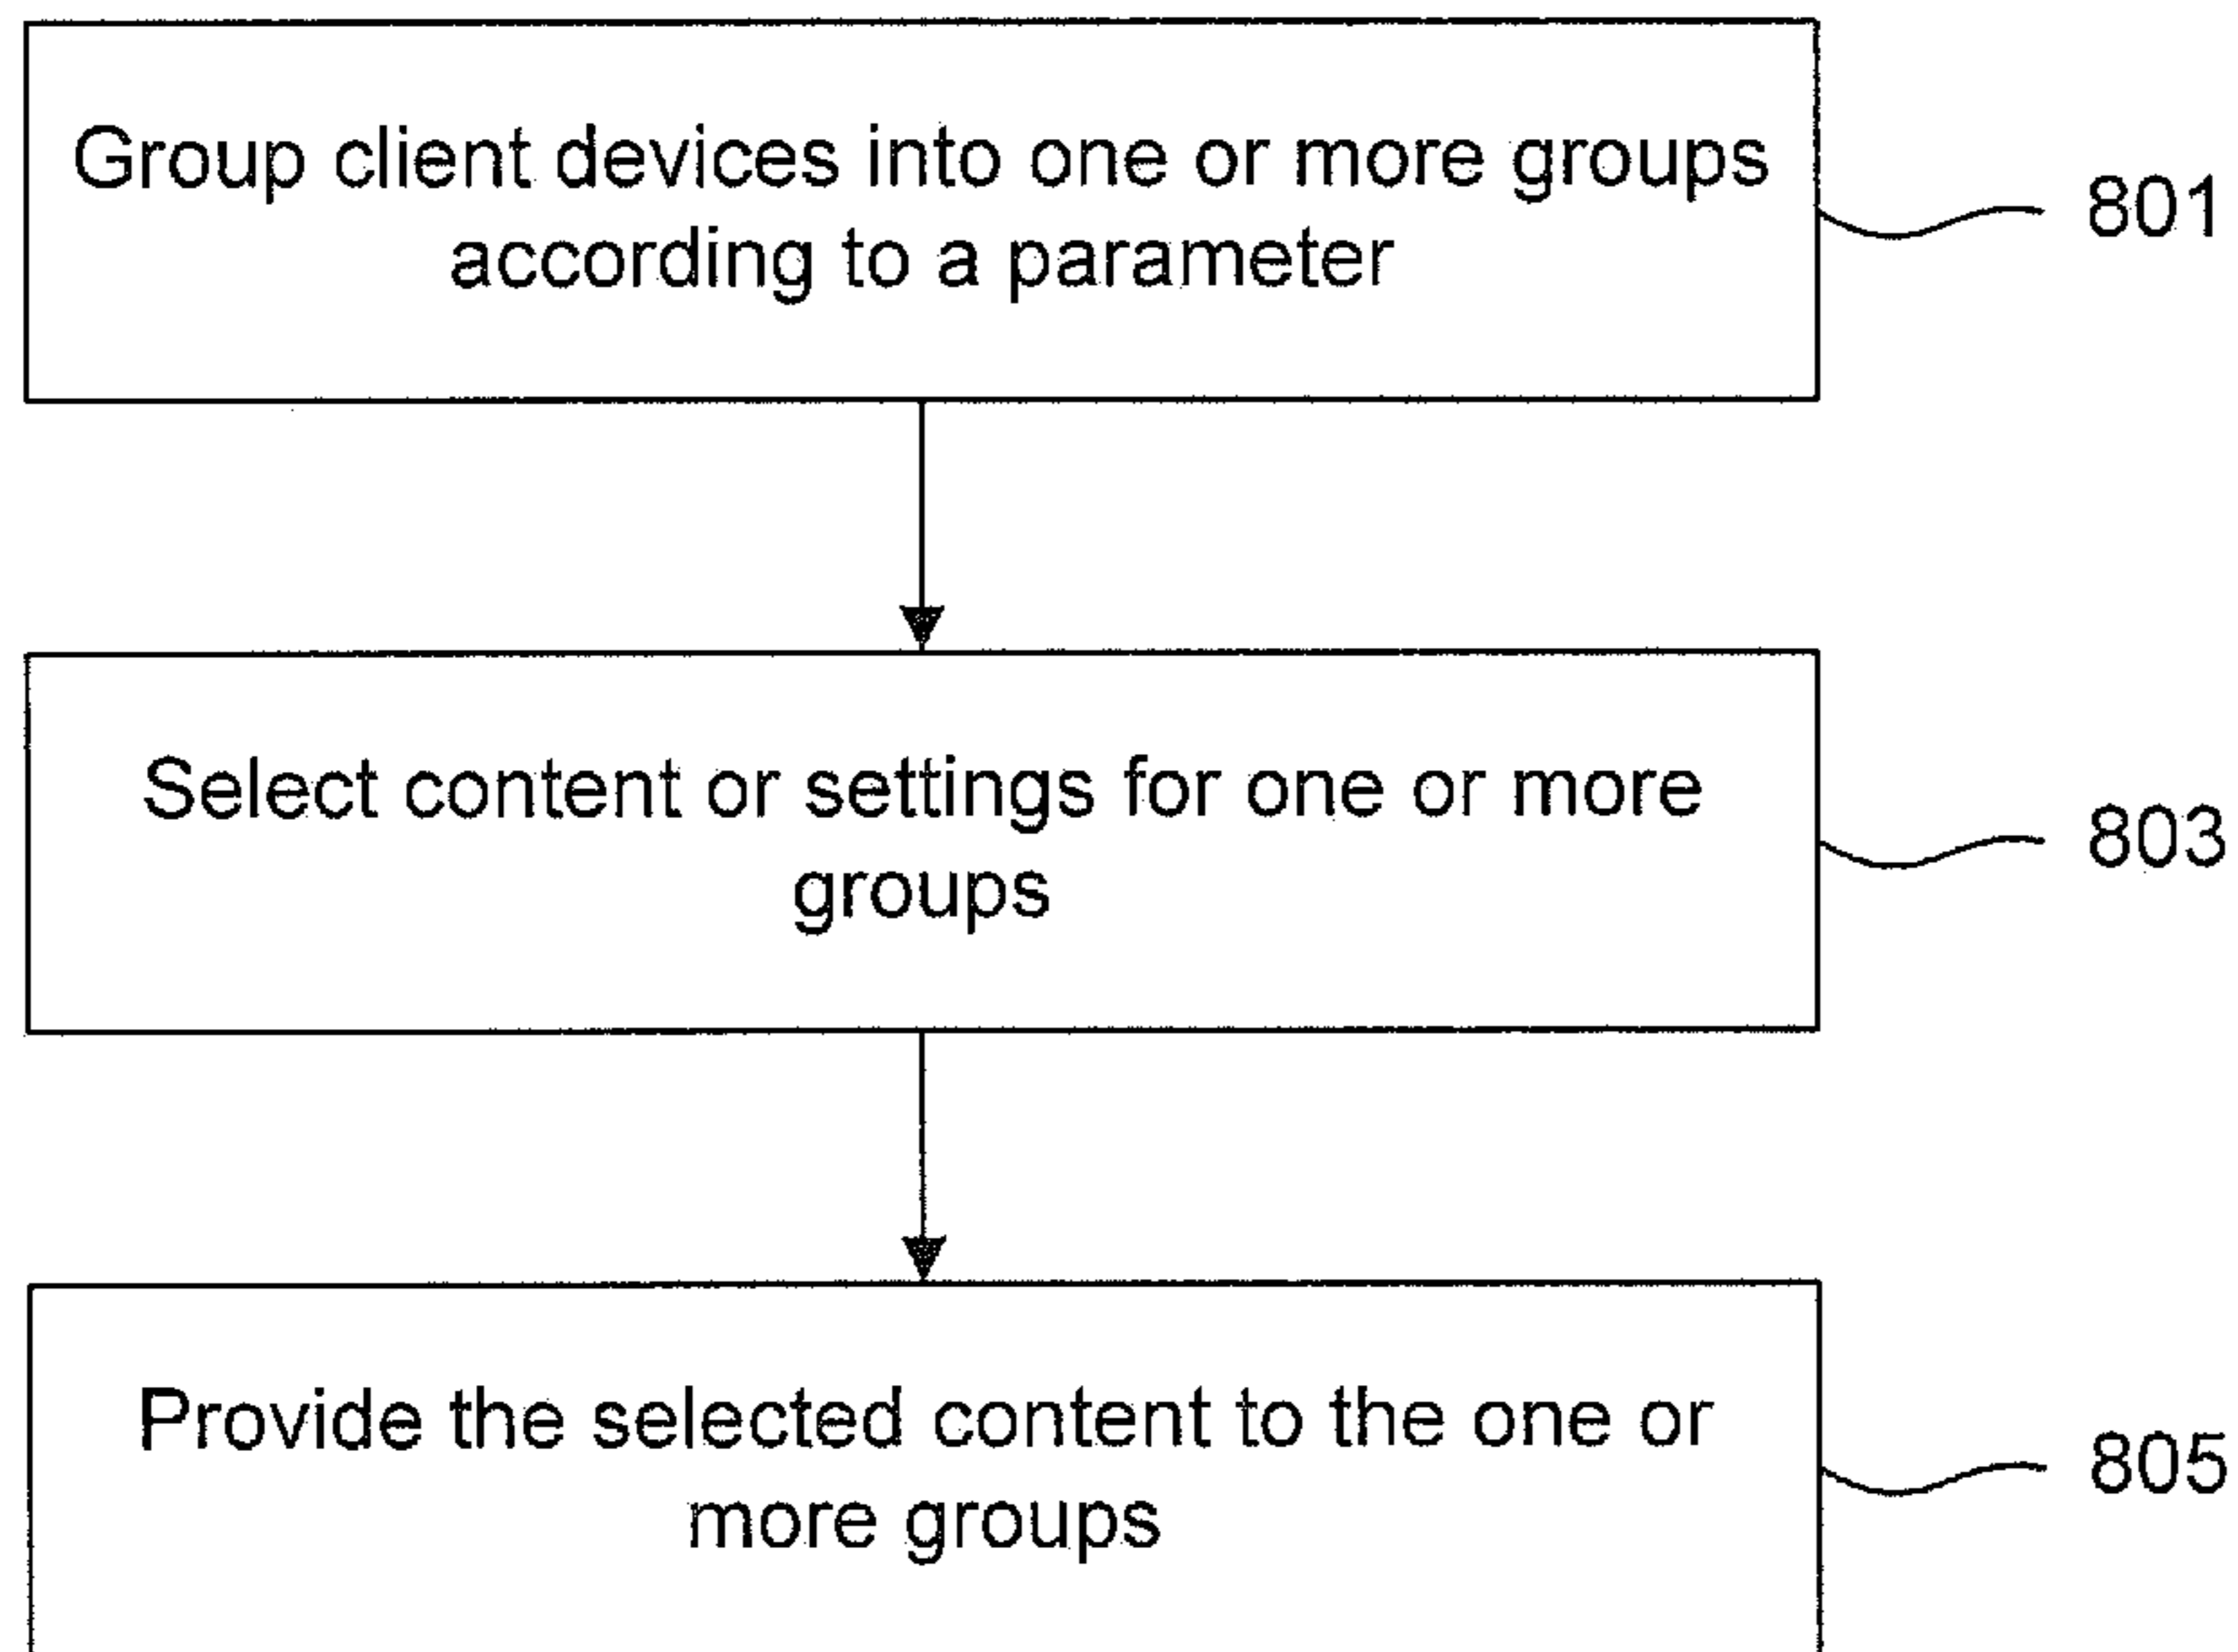 Group client devices into one or more groups
according to a parameter
801
Select content or settings for one or more
groups
803
Provide the selected content to the one or
more groups
805